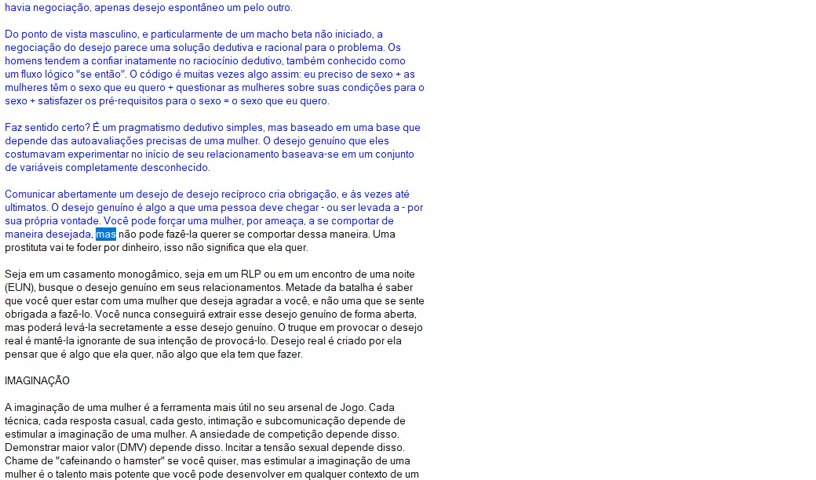 havia negociação, apenas desejo espontâneo um pelo outro.
Do ponto de vista masculino, e particularmente de um macho beta não iniciado, a
negociação do desejo parece uma solução dedutiva e racional para o problema. Os
homens tendem a confiar inatamente no raciocínio dedutivo, também conhecido como
um fluxo lógico "se então". O código é muitas vezes algo assim: eu preciso de sexo + as
mulheres têm o sexo que eu quero + questionar as mulheres sobre suas condições para o
sexo + satisfazer os pré-requisitos para o sexo = o sexo que eu quero.
Faz sentido certo? É um pragmatismo dedutivo simples, mas baseado em uma base que
depende das autoavaliações precisas de uma mulher. O desejo genuíno que eles
costumavam experimentar no início de seu relacionamento baseava-se em um conjunto
de variáveis completamente desconhecido.
Comunicar abertamente um desejo de desejo recíproco cria obrigação, e às vezes até
ultimatos. O desejo genuíno é algo a que uma pessoa deve chegar - ou ser levada a - por
sua própria vontade. Você pode forçar uma mulher, por ameaça, a se comportar de
maneira desejada, mas não pode fazê-la querer se comportar dessa maneira. Uma
prostituta vai te foder por dinheiro, isso não significa que ela quer.
Seja em um casamento monogâmico, seja em um RLP ou em um encontro de uma noite
(EUN), busque o desejo genuíno em seus relacionamentos. Metade da batalha é saber
que você quer estar com uma mulher que deseja agradar a você, e não uma que se sente
obrigada a fazê-lo. Você nunca conseguirá extrair esse desejo genuíno de forma aberta,
mas poderá levá-la secretamente a esse desejo genuíno. O truque em provocar o desejo
real é mantê-la ignorante de sua intenção de provocá-lo. Desejo real é criado por ela
pensar que é algo que ela quer, não algo que ela tem que fazer.
IMAGINAÇÃO
A imaginação de uma mulher é a ferramenta mais útil no seu arsenal de Jogo. Cada
técnica, cada resposta casual, cada gesto, intimação e subcomunicação depende de
estimular a imaginação de uma mulher. A ansiedade de competição depende disso.
Demonstrar maior valor (DMV) depende disso. Incitar a tensão sexual depende disso.
Chame de "cafeinando o hamster" se você quiser, mas estimular a imaginação de uma
mulher é o talento mais potente que você pode desenvolver em qualquer contexto de um